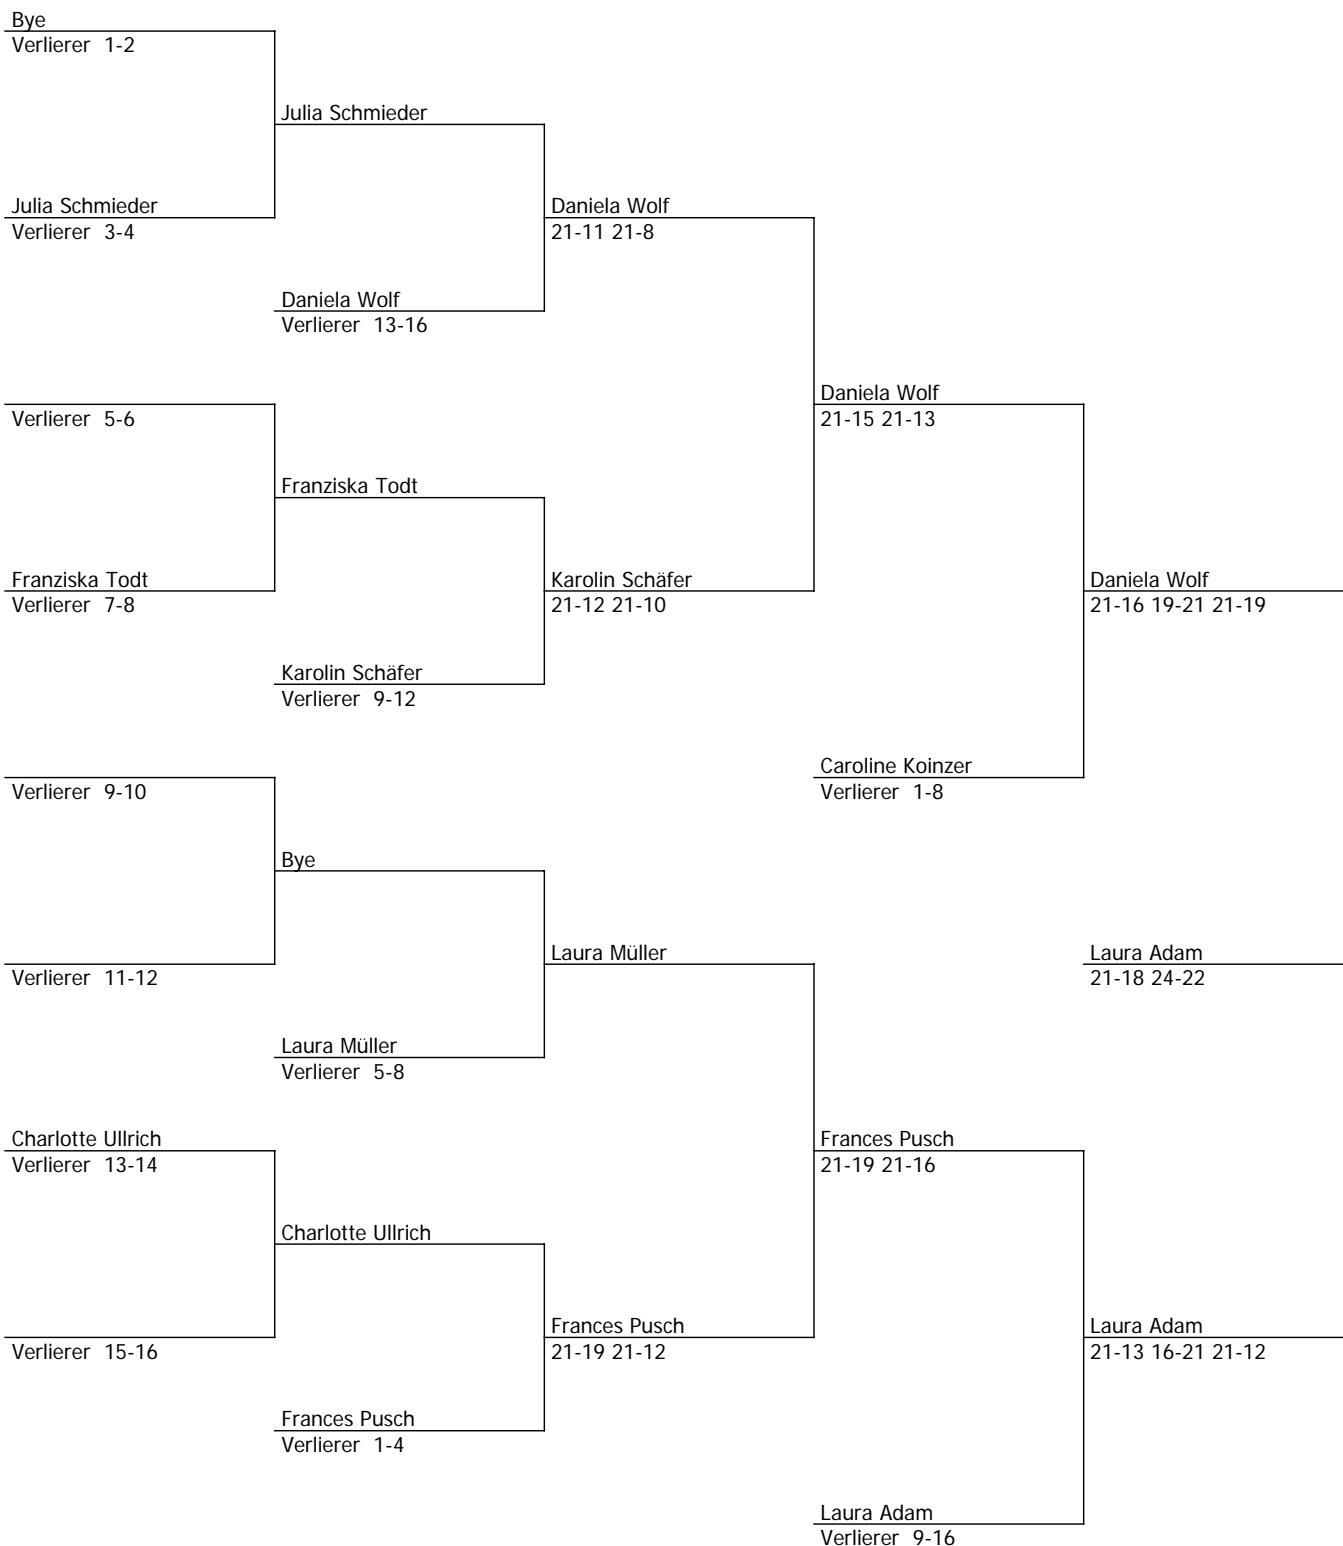 Bye
Verlierer 1-2
Julia Schmieder
Julia Schmieder
Verlierer 3-4
Daniela Wolf
21-11 21-8
Daniela Wolf
Verlierer 13-16
Daniela Wolf
21-15 21-13
Verlierer 5-6
Franziska Todt
Franziska Todt
Verlierer 7-8
Karolin Schäfer
21-12 21-10
Daniela Wolf
21-16 19-21 21-19
Karolin Schäfer
Verlierer 9-12
Caroline Koinzer
Verlierer 1-8
Verlierer 9-10
Bye
Laura Müller
Laura Adam
21-18 24-22
Verlierer 11-12
Laura Müller
Verlierer 5-8
Charlotte Ullrich
Verlierer 13-14
Frances Pusch
21-19 21-16
Charlotte Ullrich
Frances Pusch
21-19 21-12
Laura Adam
21-13 16-21 21-12
Verlierer 15-16
Frances Pusch
Verlierer 1-4
Laura Adam
Verlierer 9-16